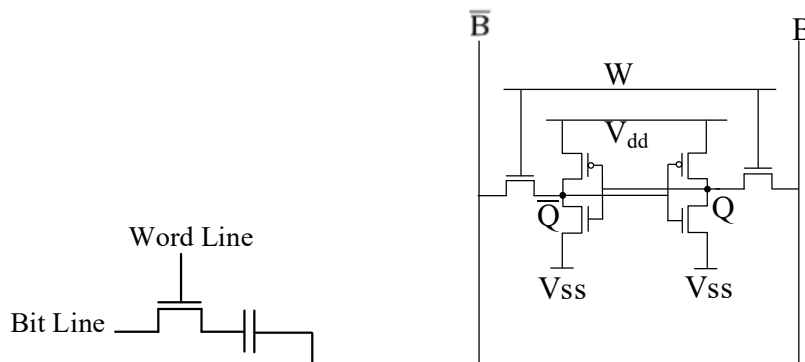 B̅ B
W
V_dd
Q̅ Q
Vss Vss
Word Line
Bit Line